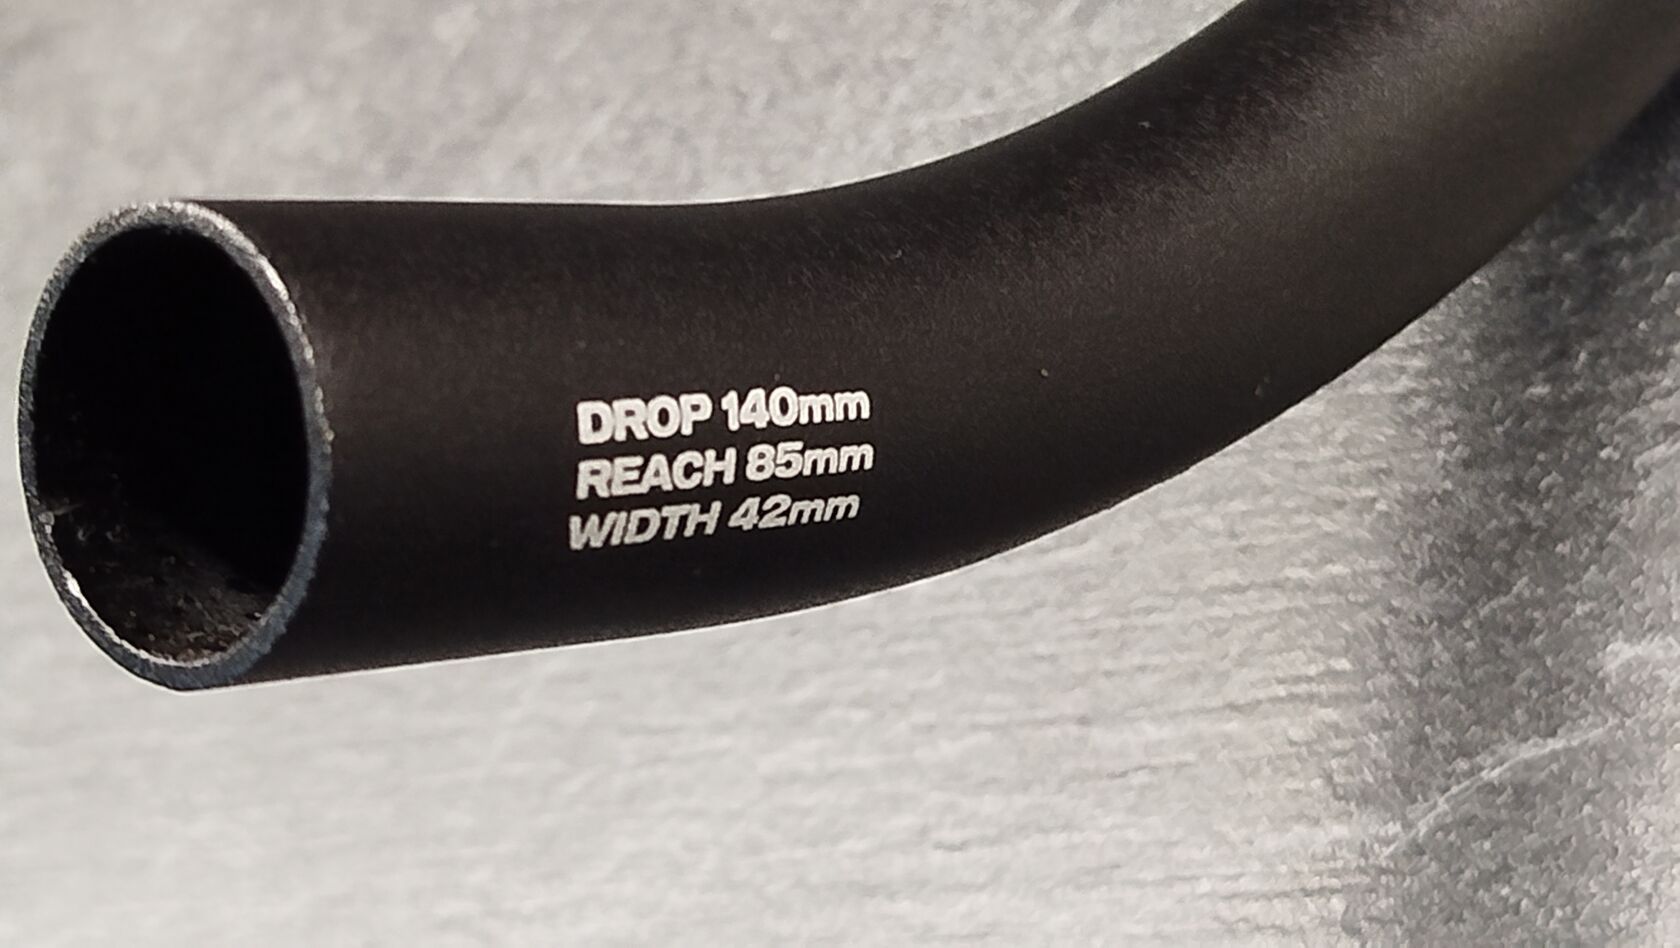 DROP 140mm
REACH 85mm
WIDTH 42mm